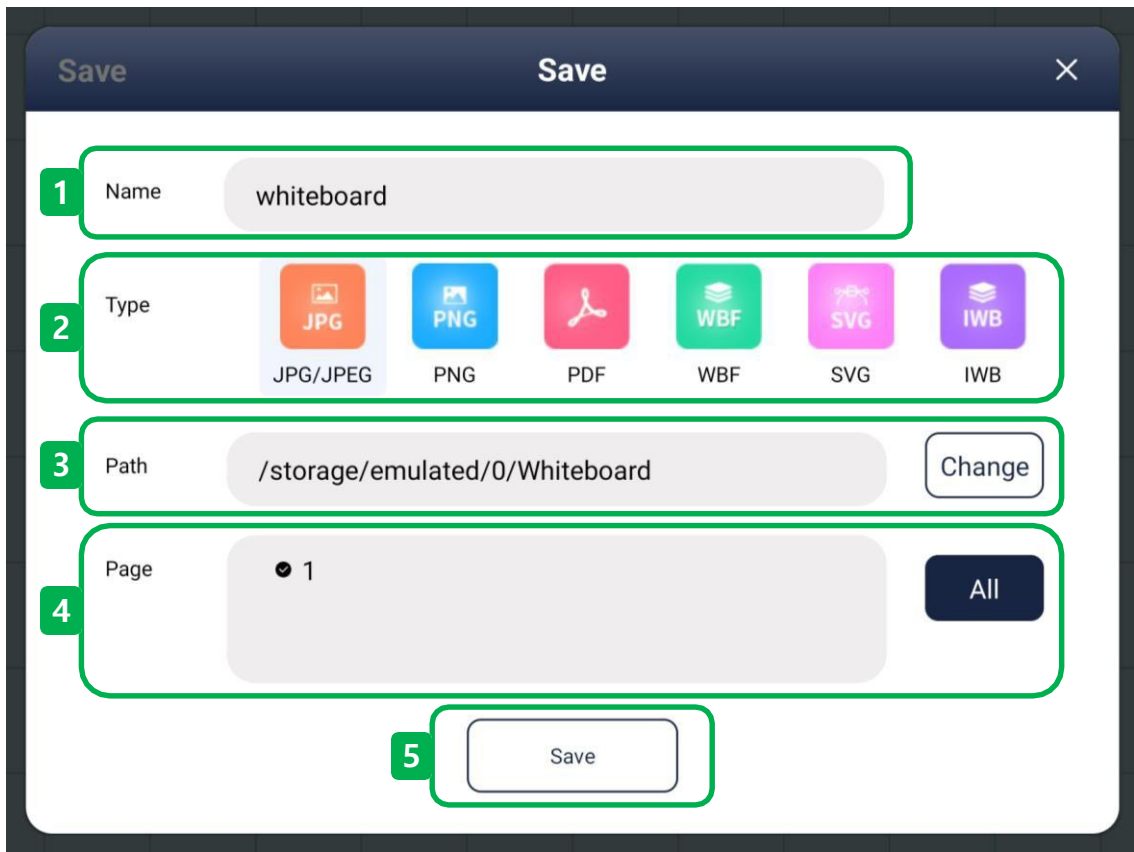 Save Save
1 Name whiteboard
JPG PNG WBF SVG IWB
2 Type
JPG/JPEG PNG PDF WBF SVG IWB
3 Path /storage/emulated/0/Whiteboard Change
Page 1
All
4
5 Save